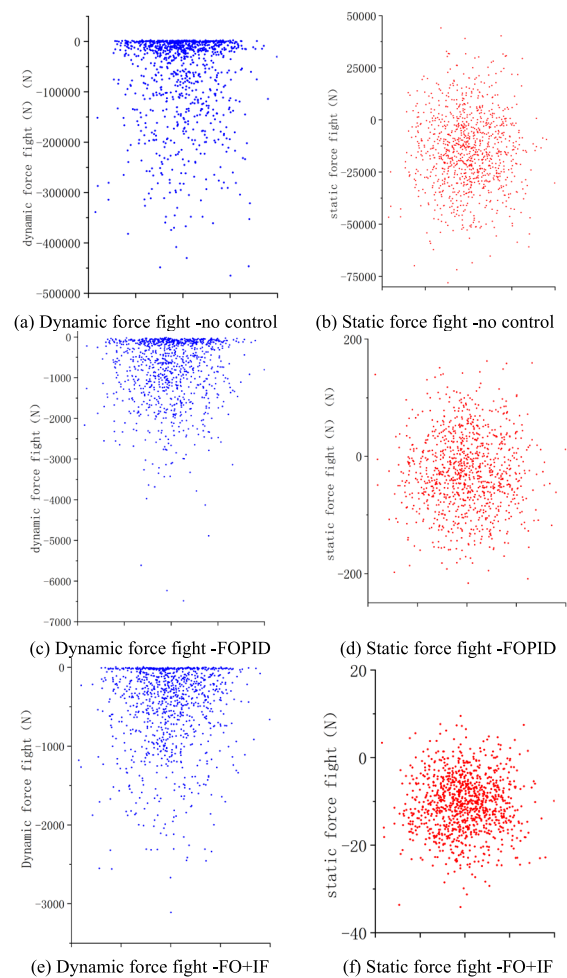 0
-100000
-200000
-300000
-400000
-500000
dynamic force fight (N) (N)
50000
25000
0
-25000
-50000
-75000
static force fight (N)
(a) Dynamic force fight -no control
(b) Static force fight -no control
0
-1000
-2000
-3000
-4000
-5000
-6000
-7000
dynamic force fight (N)
200
0
-200
static force fight (N) (N)
(c) Dynamic force fight -FOPID
(d) Static force fight -FOPID
0
-1000
-2000
-3000
Dynamic force fight (N)
20
0
-20
-40
static force fight (N)
(e) Dynamic force fight -FO+IF
(f) Static force fight -FO+IF